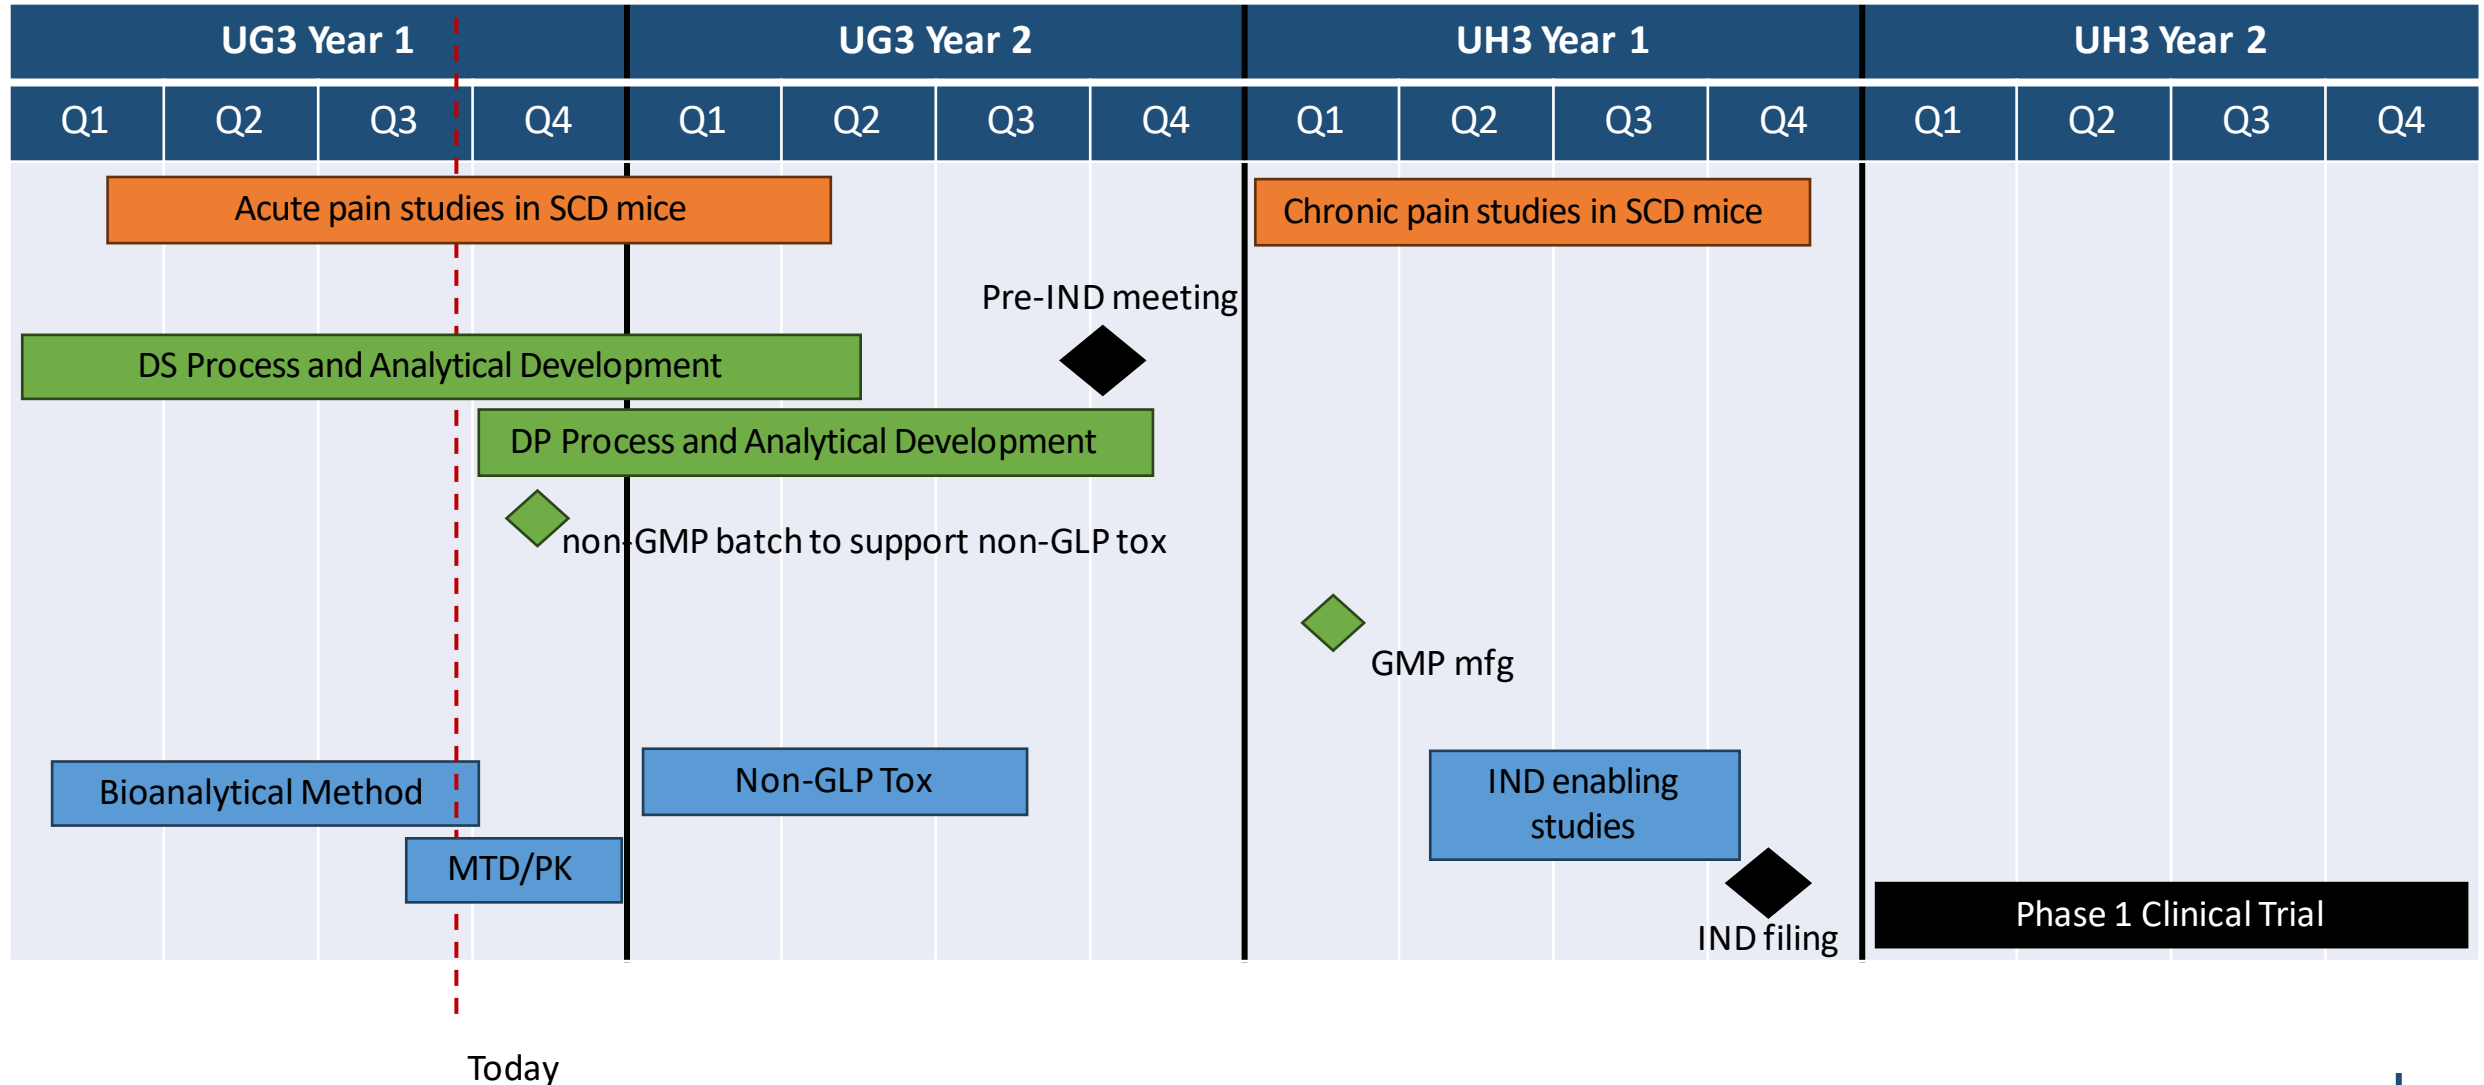 UG3 Year 1 UG3 Year 2 UH3 Year 1 UH3 Year 2
Q1 Q2 Q3 Q4 Q1 Q2 Q3 Q4 Q1 Q2 Q3 Q4 Q1 Q2 Q3 Q4
Acute pain studies in SCD mice
Chronic pain studies in SCD mice
Pre-IND meeting
DS Process and Analytical Development
DP Process and Analytical Development
non-GMP batch to support non-GLP tox
GMP mfg
Bioanalytical Method
Non-GLP Tox
IND enabling
studies
MTD/PK
IND filing
Phase 1 Clinical Trial
Today